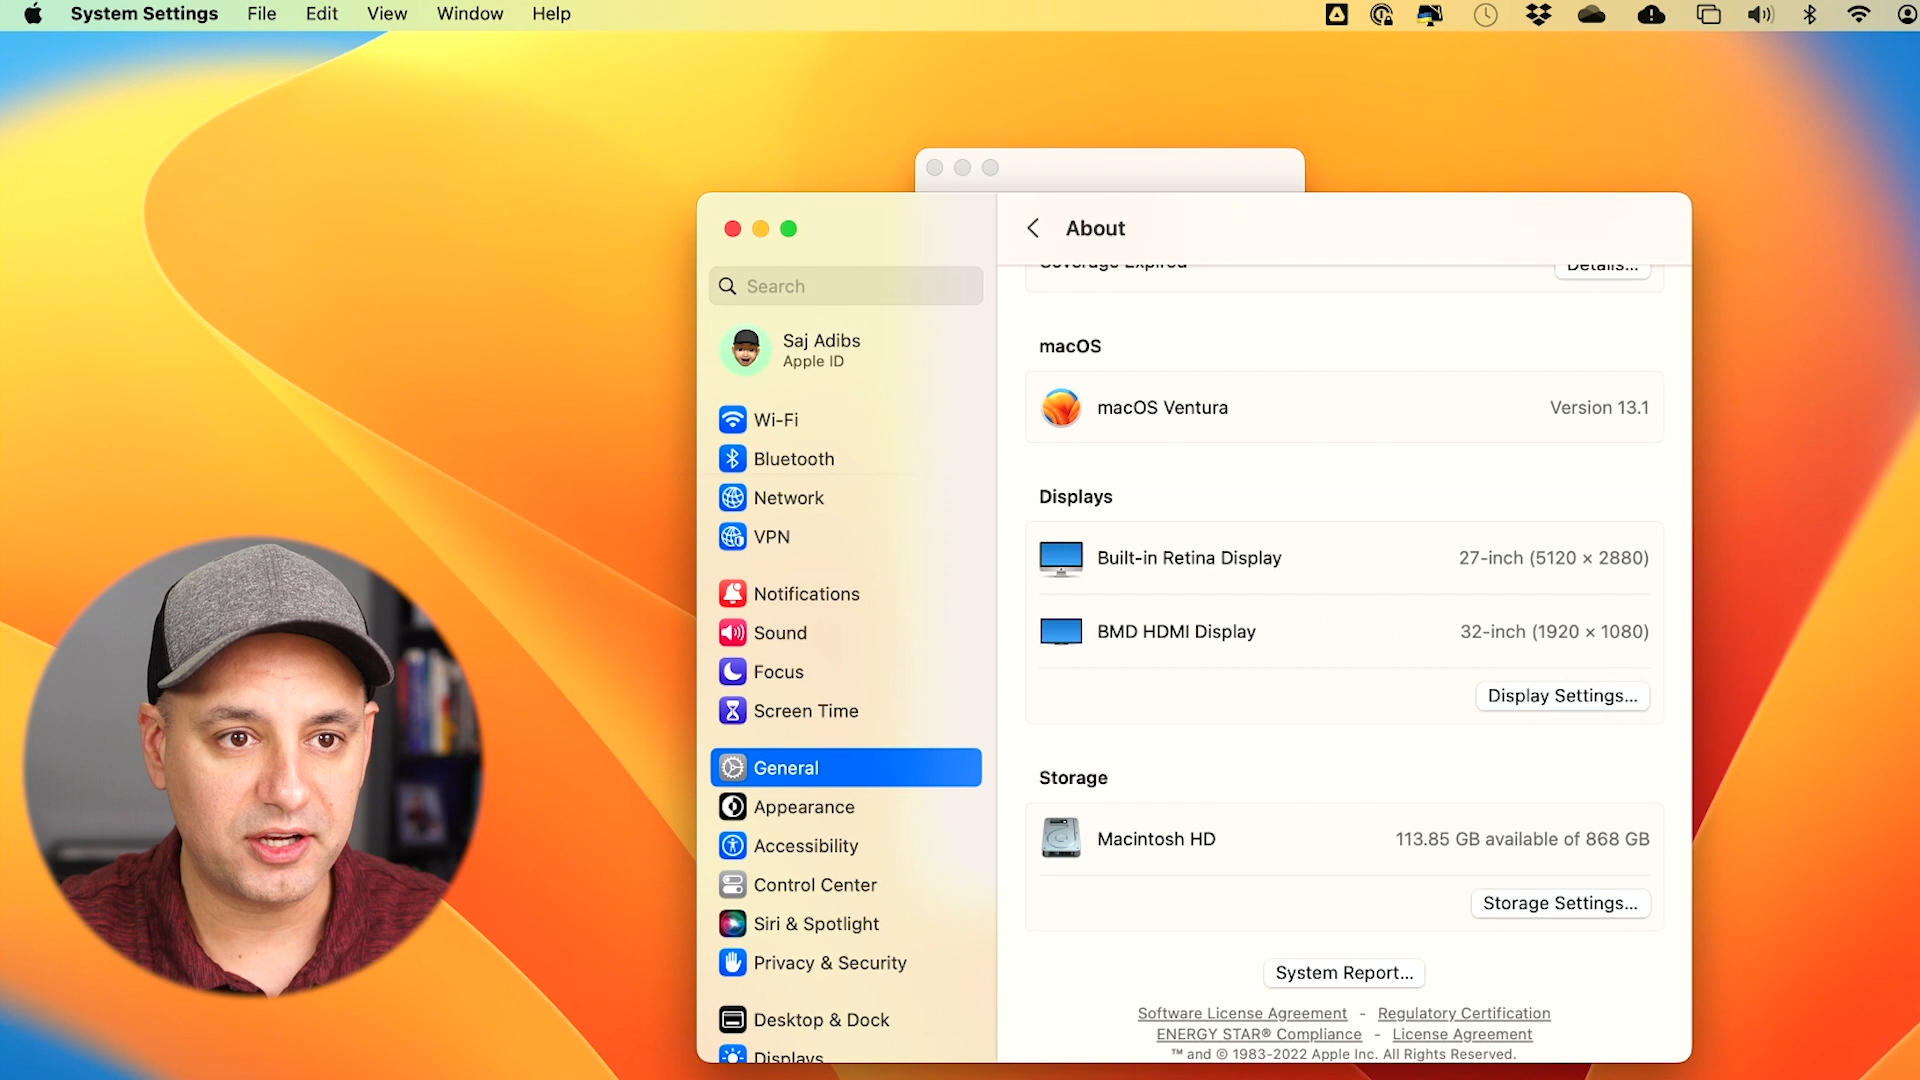 System Settings File Edit View Window Help
About
Search
Coverage Expired Details...
Saj Adibs
Apple ID
macOS
macOS Ventura Version 13.1
Wi-Fi
Bluetooth
Network
VPN
Displays
Built-in Retina Display 27-inch (5120 × 2880)
BMD HDMI Display 32-inch (1920 × 1080)
Display Settings...
Notifications
Sound
Focus
Screen Time
General
Appearance
Accessibility
Control Center
Siri & Spotlight
Privacy & Security
Desktop & Dock
Displays
Storage
Macintosh HD 113.85 GB available of 868 GB
Storage Settings...
System Report...
Software License Agreement - Regulatory Certification
ENERGY STAR® Compliance - License Agreement
™ and © 1983-2022 Apple Inc. All Rights Reserved.